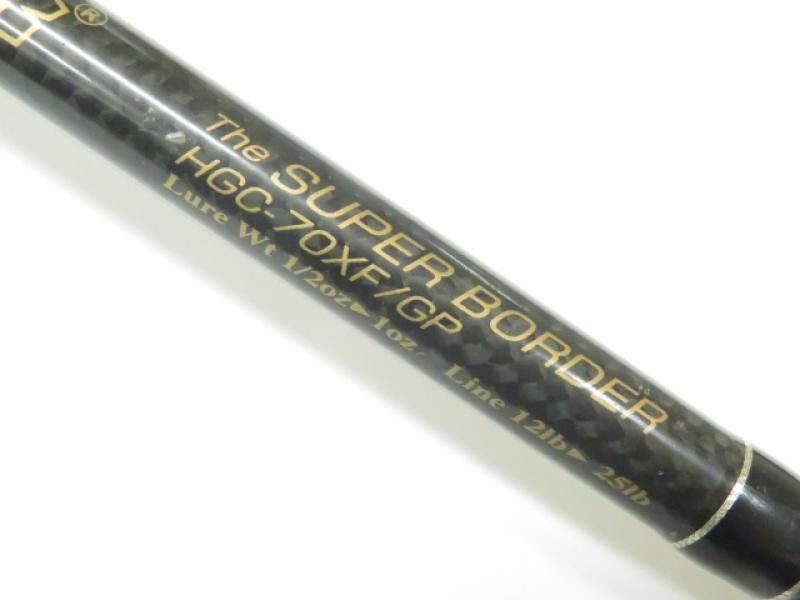 ®
The SUPER BORDER
HGC-70XF/GP
Lure Wt 1/2oz▶1oz Line 12lb▶25lb